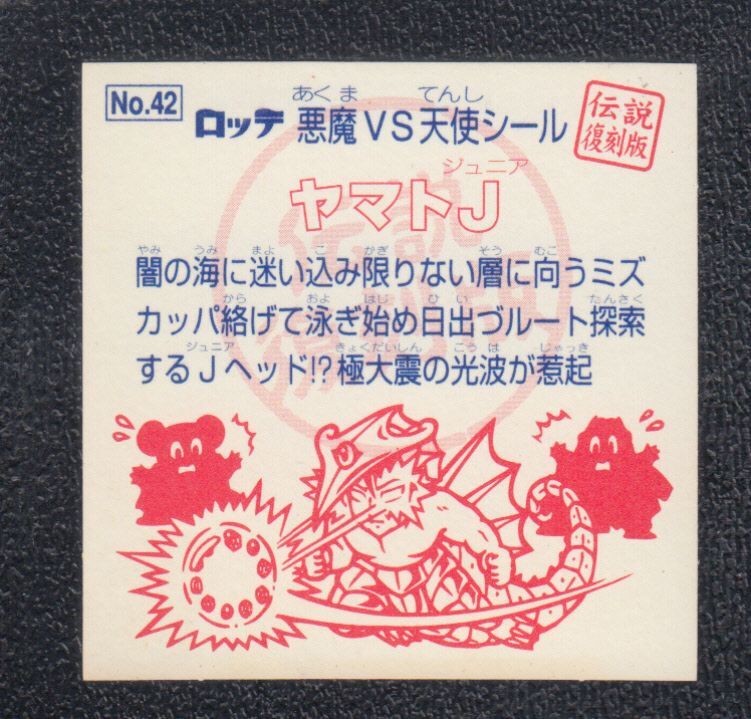 No.42
あくま てんし
ロッテ 悪魔VS天使シール
伝説
復刻版
ジュニア
ヤマトJ
やみ うみ まよ こ かぎ そう むこ
闇の海に迷い込み限りない層に向うミズ
から およ はじ ひ い たんさく
カッパ絡げて泳ぎ始め日出づルート探索
ジュニア きょくだいしん こうは じゃっき
するJヘッド!?極大震の光波が惹起